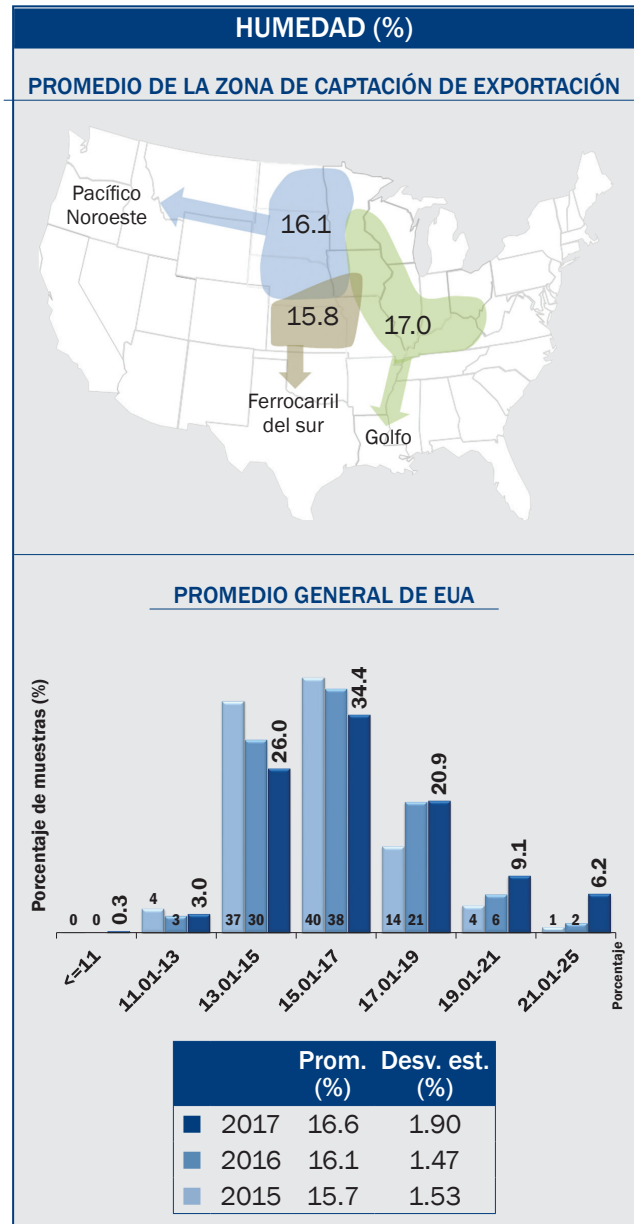 HUMEDAD (%)
PROMEDIO DE LA ZONA DE CAPTACIÓN DE EXPORTACIÓN
Pacífico
Noroeste
16.1
15.8
17.0
Ferrocarril
del sur
Golfo
PROMEDIO GENERAL DE EUA
Porcentaje de muestras (%)
0 0 0.3
4 3 3.0
37 30 26.0
40 38 34.4
14 21 20.9
4 6 9.1
1 2 6.2
<=11
11.01-13
13.01-15
15.01-17
17.01-19
19.01-21
21.01-25
Porcentaje
Prom. Desv. est.
(%) (%)
2017 16.6 1.90
2016 16.1 1.47
2015 15.7 1.53